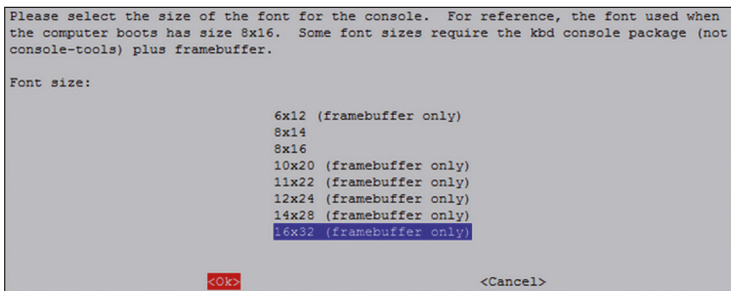 Please select the size of the font for the console.  For reference, the font used when
the computer boots has size 8x16.  Some font sizes require the kbd console package (not
console-tools) plus framebuffer.
Font size:
6x12 (framebuffer only)
8x14
8x16
10x20 (framebuffer only)
11x22 (framebuffer only)
12x24 (framebuffer only)
14x28 (framebuffer only)
16x32 (framebuffer only)
<Ok> <Cancel>